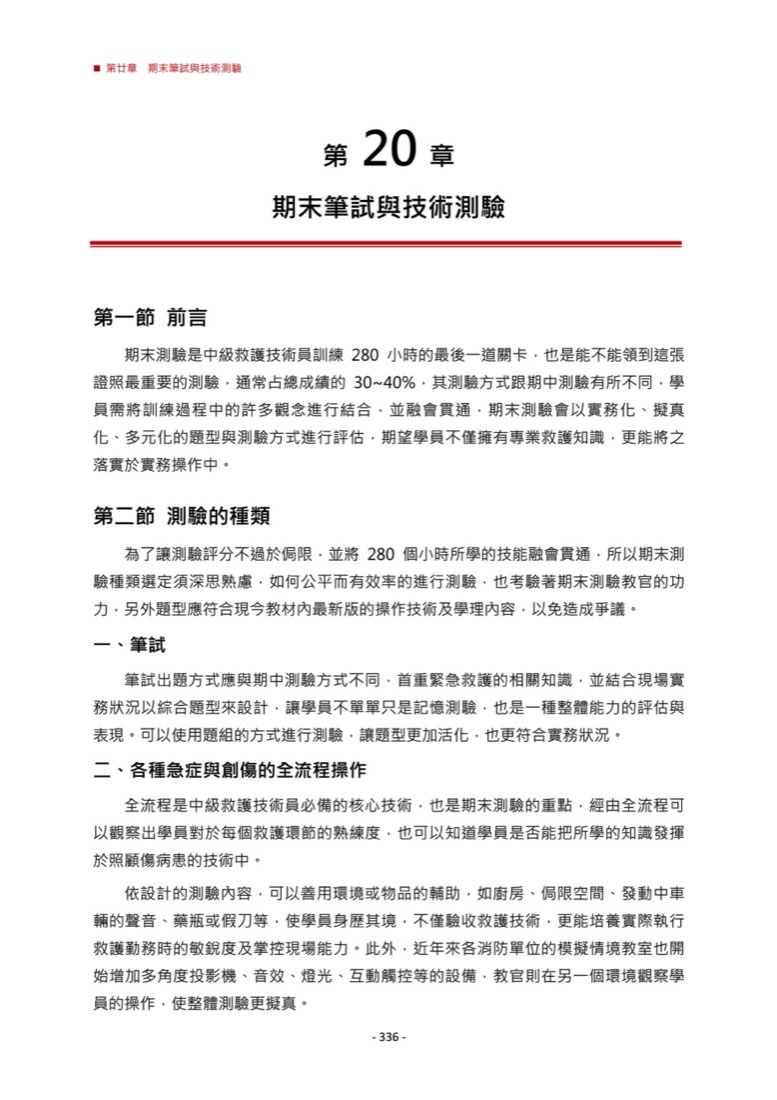 ■ 第廿章 期末筆試與技術測驗
第 20 章
期末筆試與技術測驗
第一節 前言
期末測驗是中級救護技術員訓練 280 小時的最後一道關卡，也是能不能領到這張
證照最重要的測驗，通常占總成績的 30~40%，其測驗方式跟期中測驗有所不同，學
員需將訓練過程中的許多觀念進行結合，並融會貫通，期末測驗會以實務化、擬真
化、多元化的題型與測驗方式進行評估，期望學員不僅擁有專業救護知識，更能將之
落實於實務操作中。
第二節 測驗的種類
為了讓測驗評分不過於侷限，並將 280 個小時所學的技能融會貫通，所以期末測
驗種類選定須深思熟慮，如何公平而有效率的進行測驗，也考驗著期末測驗教官的功
力，另外題型應符合現今教材內最新版的操作技術及學理內容，以免造成爭議。
一、筆試
筆試出題方式應與期中測驗方式不同，首重緊急救護的相關知識，並結合現場實
務狀況以綜合題型來設計，讓學員不單單只是記憶測驗，也是一種整體能力的評估與
表現。可以使用題組的方式進行測驗，讓題型更加活化，也更符合實務狀況。
二、各種急症與創傷的全流程操作
全流程是中級救護技術員必備的核心技術，也是期末測驗的重點，經由全流程可
以觀察出學員對於每個救護環節的熟練度，也可以知道學員是否能把所學的知識發揮
於照顧傷病患的技術中。
依設計的測驗內容，可以善用環境或物品的輔助，如廚房、侷限空間、發動中車
輛的聲音、藥瓶或假刀等，使學員身歷其境，不僅驗收救護技術，更能培養實際執行
救護勤務時的敏銳度及掌控現場能力。此外，近年來各消防單位的模擬情境教室也開
始增加多角度投影機、音效、燈光、互動觸控等的設備，教官則在另一個環境觀察學
員的操作，使整體測驗更擬真。
- 336 -